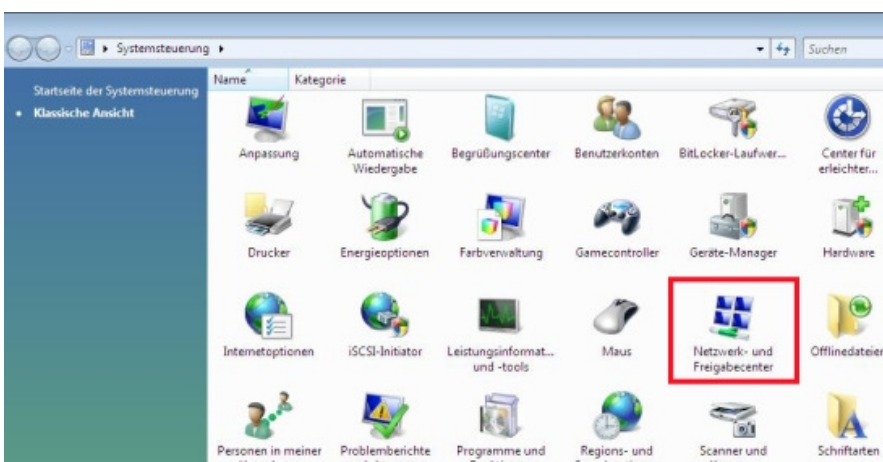 Systemsteuerung
Suchen
Startseite der Systemsteuerung
Klassische Ansicht
Name Kategorie
Anpassung
Automatische
Wiedergabe
Begrüßungscenter
Benutzerkonten
BitLocker-Laufwer...
Center für
erleichter...
Drucker
Energieoptionen
Farbverwaltung
Gamecontroller
Geräte-Manager
Hardware
Internetoptionen
iSCSI-Initiator
Leistungsinformat...
und -tools
Maus
Netzwerk- und
Freigabecenter
Offlinedateien
Personen in meiner
Problemberichte
Programme und
Regions- und
Scanner und
Schriftarten